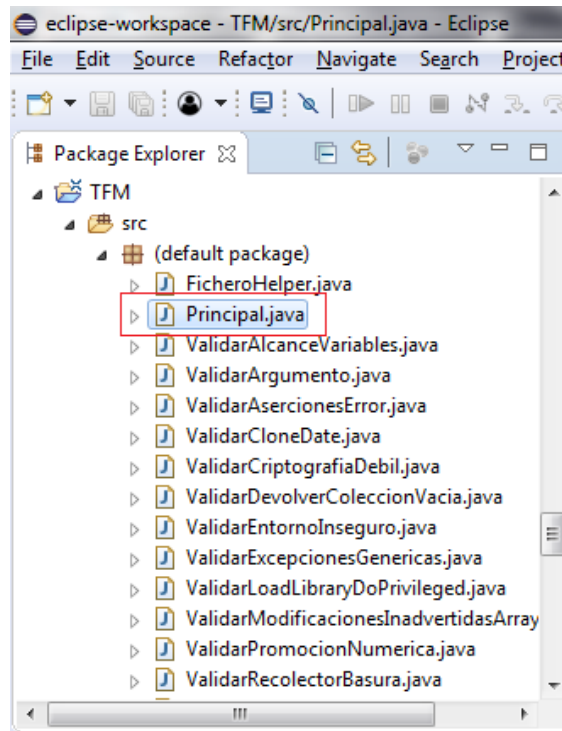 eclipse-workspace - TFM/src/Principal.java - Eclipse
File Edit Source Refactor Navigate Search Project
Package Explorer
TFM
src
(default package)
FicheroHelper.java
Principal.java
ValidarAlcanceVariables.java
ValidarArgumento.java
ValidarAsercionesError.java
ValidarCloneDate.java
ValidarCriptografiaDebil.java
ValidarDevolverColeccionVacia.java
ValidarEntornoInseguro.java
ValidarExcepcionesGenericas.java
ValidarLoadLibraryDoPrivileged.java
ValidarModificacionesInadvertidasArray
ValidarPromocionNumerica.java
ValidarRecolectorBasura.java